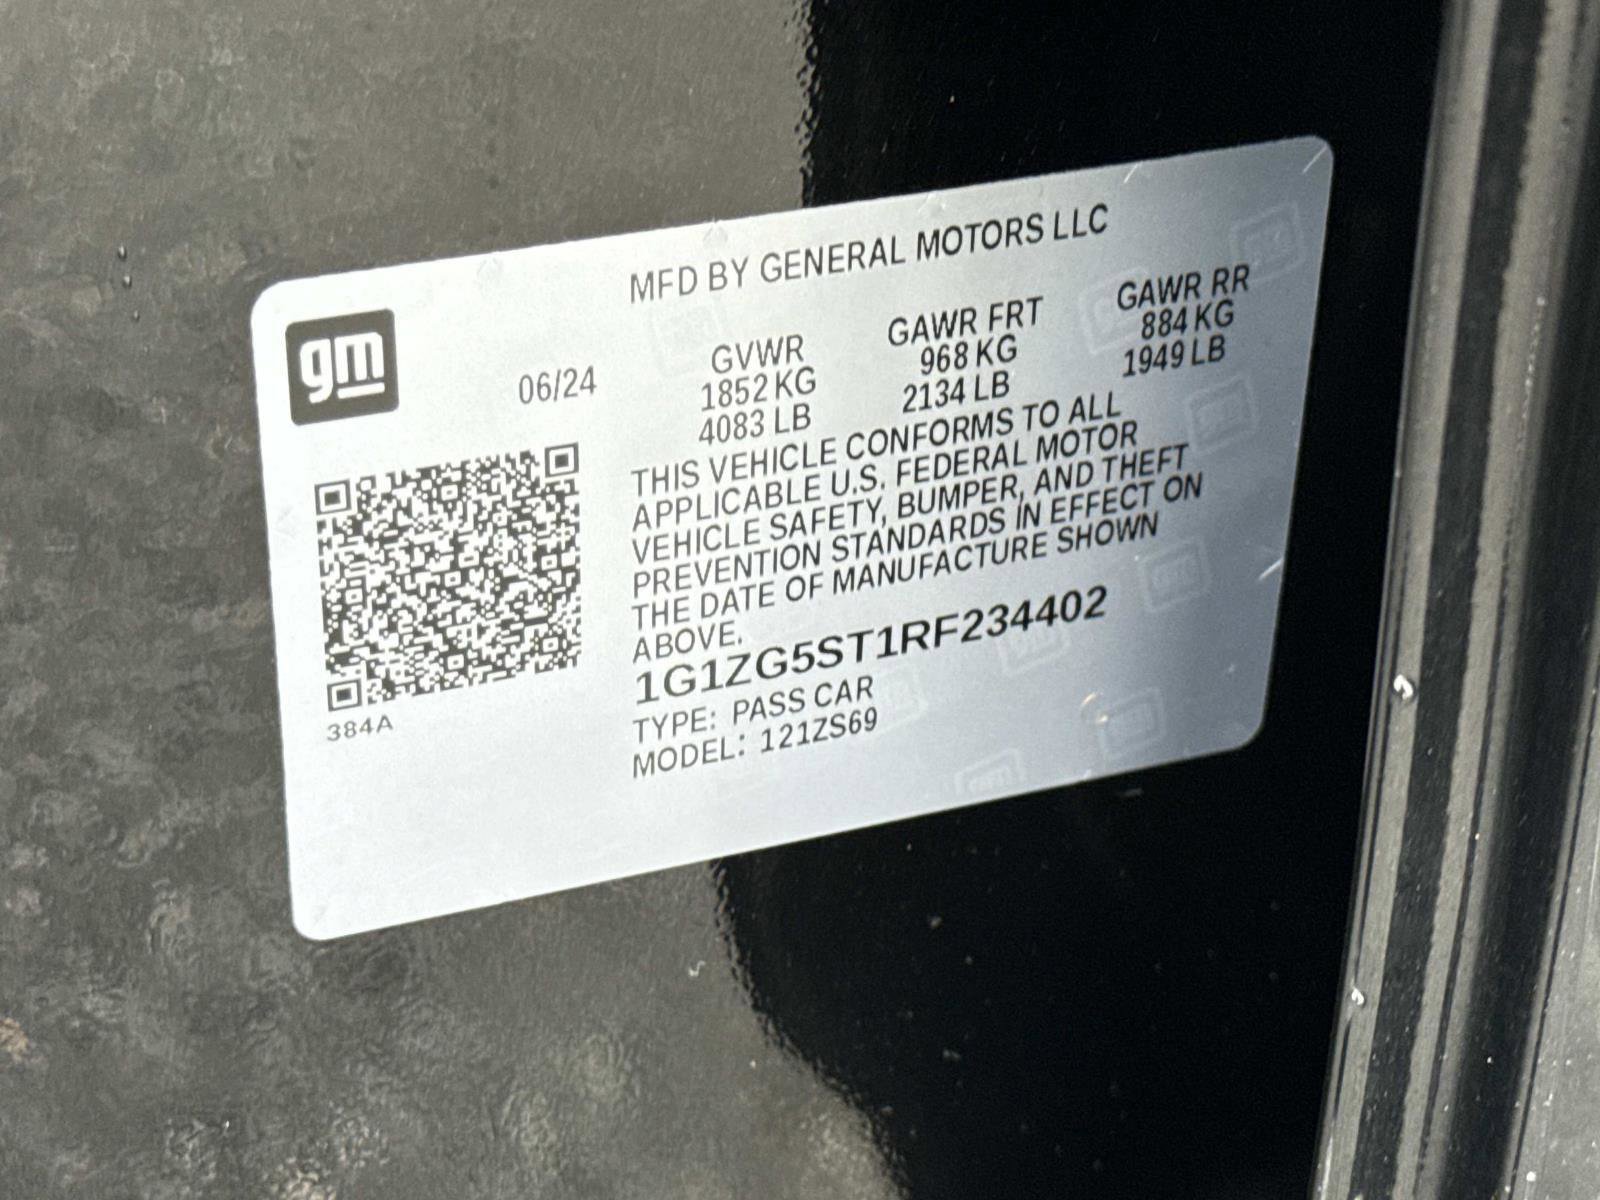 MFD BY GENERAL MOTORS LLC
gm
06/24
GVWR
1852 KG
4083 LB
GAWR FRT
968 KG
2134 LB
GAWR RR
884 KG
1949 LB
THIS VEHICLE CONFORMS TO ALL
APPLICABLE U.S. FEDERAL MOTOR
VEHICLE SAFETY, BUMPER, AND THEFT
PREVENTION STANDARDS IN EFFECT ON
THE DATE OF MANUFACTURE SHOWN
ABOVE.
1G1ZG5ST1RF234402
TYPE: PASS CAR
MODEL: 121ZS69
384A